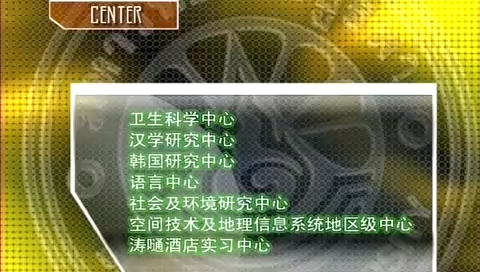 CENTER
卫生科学中心
汉学研究中心
韩国研究中心
语言中心
社会及环境研究中心
空间技术及地理信息系统地区级中心
涛嗵酒店实习中心